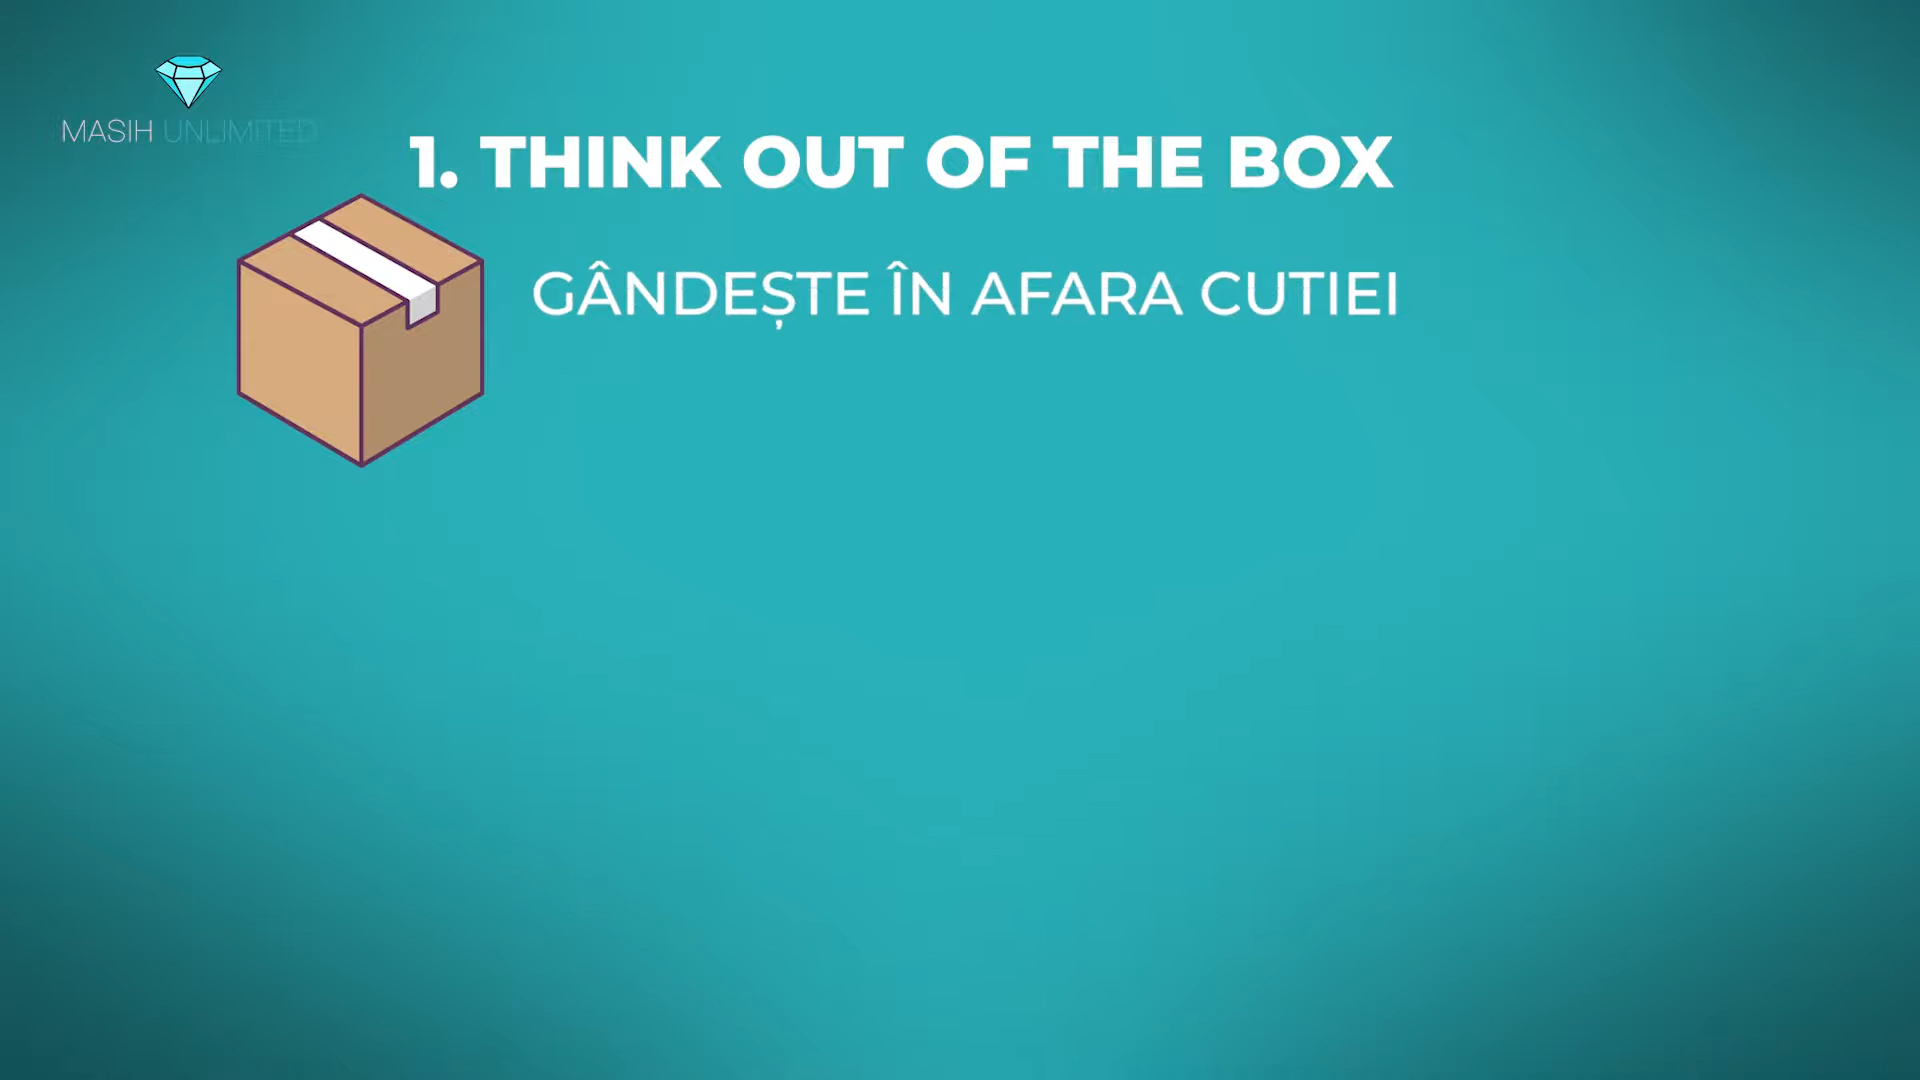 MASIH UNLIMITED
1. THINK OUT OF THE BOX
GÂNDEȘTE ÎN AFARA CUTIEI